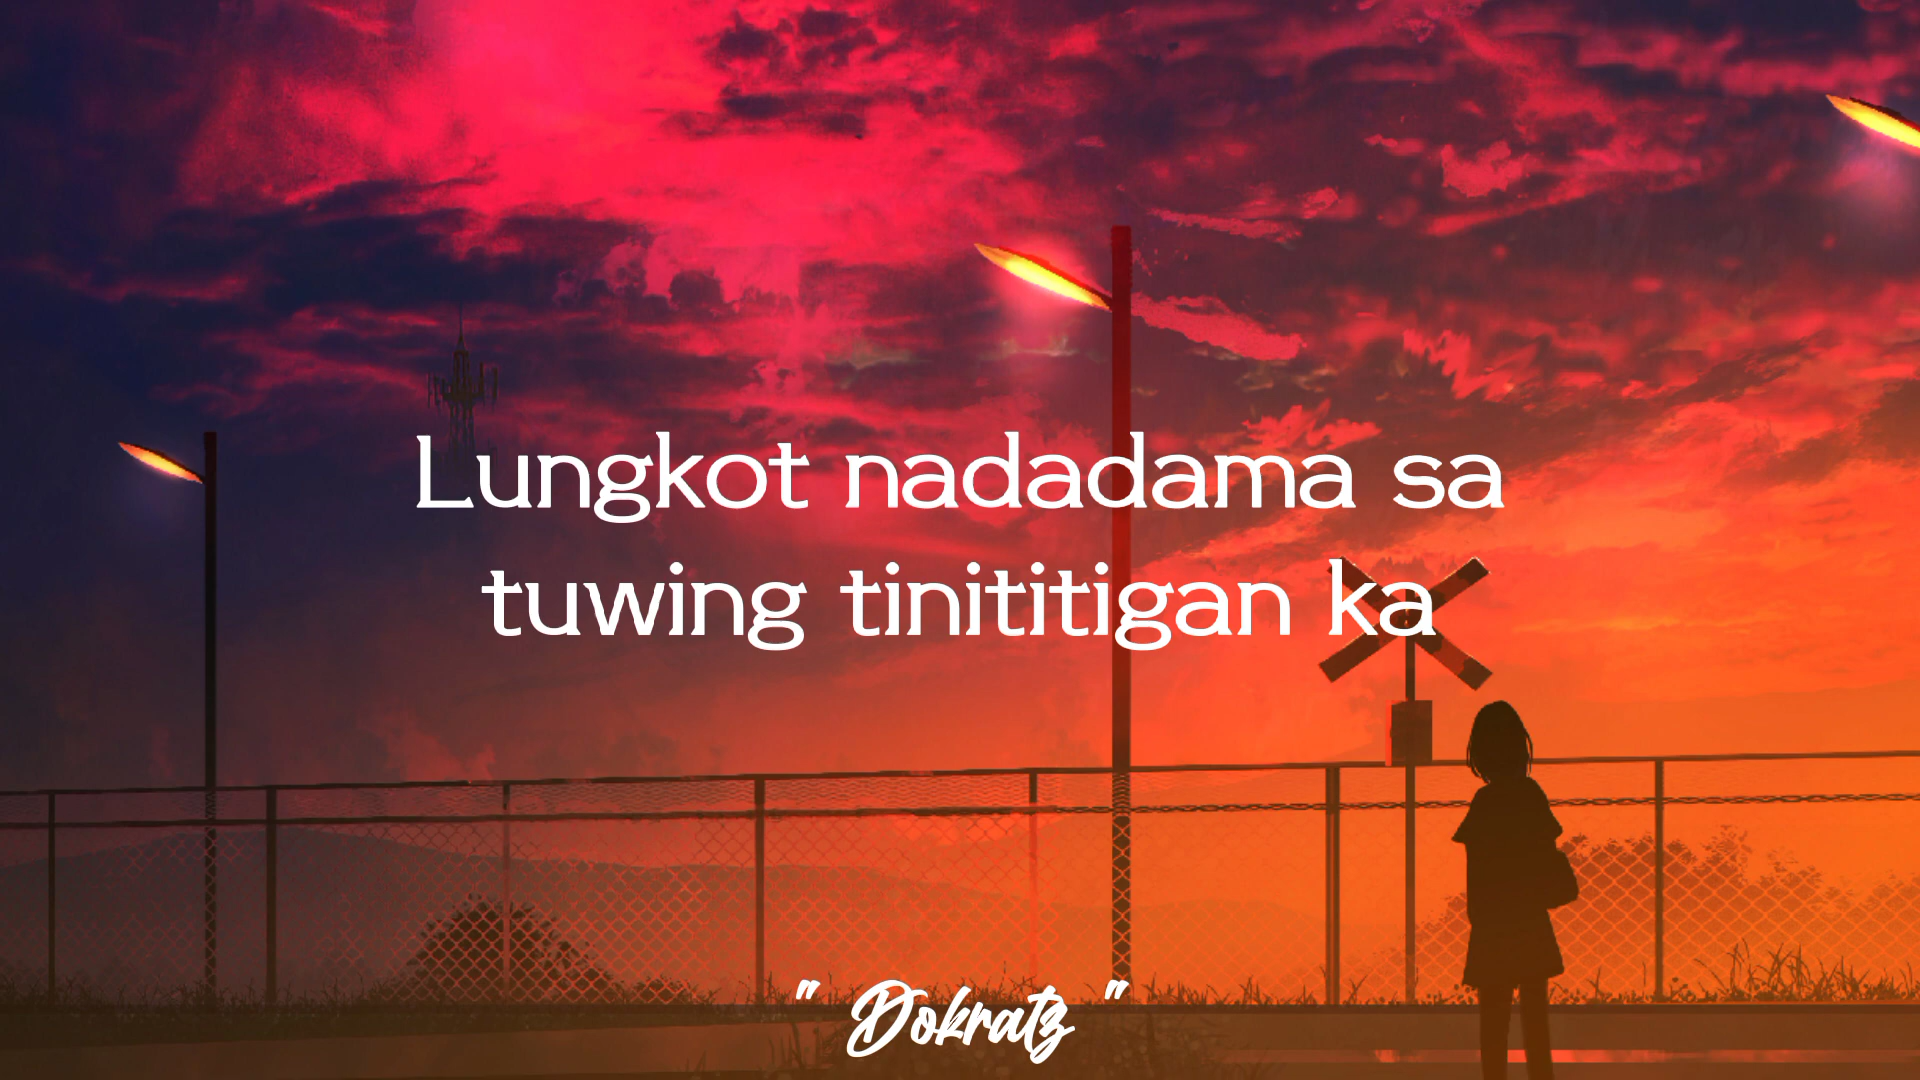 Lungkot nadadama sa
tuwing tinititigan ka
" Dokratz "